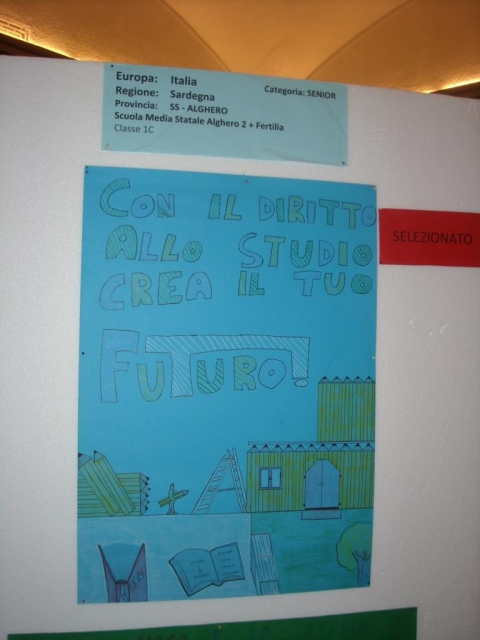 Europa: Italia
Categoria: SENIOR
Regione: Sardegna
Provincia: SS - ALGHERO
Scuola Media Statale Alghero 2 + Fertilia
Classe 1C
CON IL DIRITTO
ALLO STUDIO
CREA IL TUO
FUTURO!
SELEZIONATO